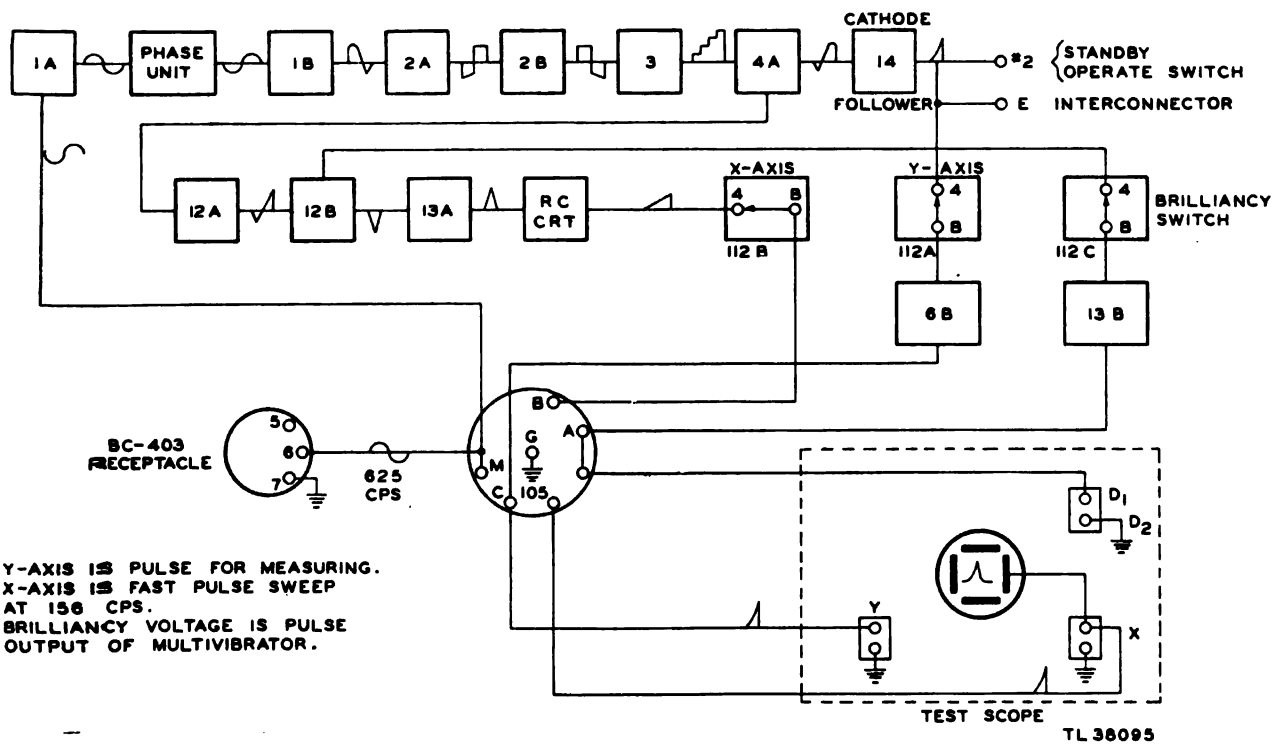 CATHODE
1A
PHASE
UNIT
1B
2A
2B
3
4A
14
#2
STANDBY
OPERATE SWITCH
FOLLOWER
E INTERCONNECTOR
X-AXIS
Y-AXIS
12A
12B
13A
RC
CRT
4 B
4
B
4
B
BRILLIANCY
SWITCH
112 B
112A
112 C
6 B
13 B
B
A
G
BC-403
RECEPTACLE
5
6
7
625
CPS
M
C
105
D1
D2
Y-AXIS IS PULSE FOR MEASURING.
X-AXIS IS FAST PULSE SWEEP
AT 156 CPS.
BRILLIANCY VOLTAGE IS PULSE
OUTPUT OF MULTIVIBRATOR.
Y
X
TEST SCOPE
TL 38095